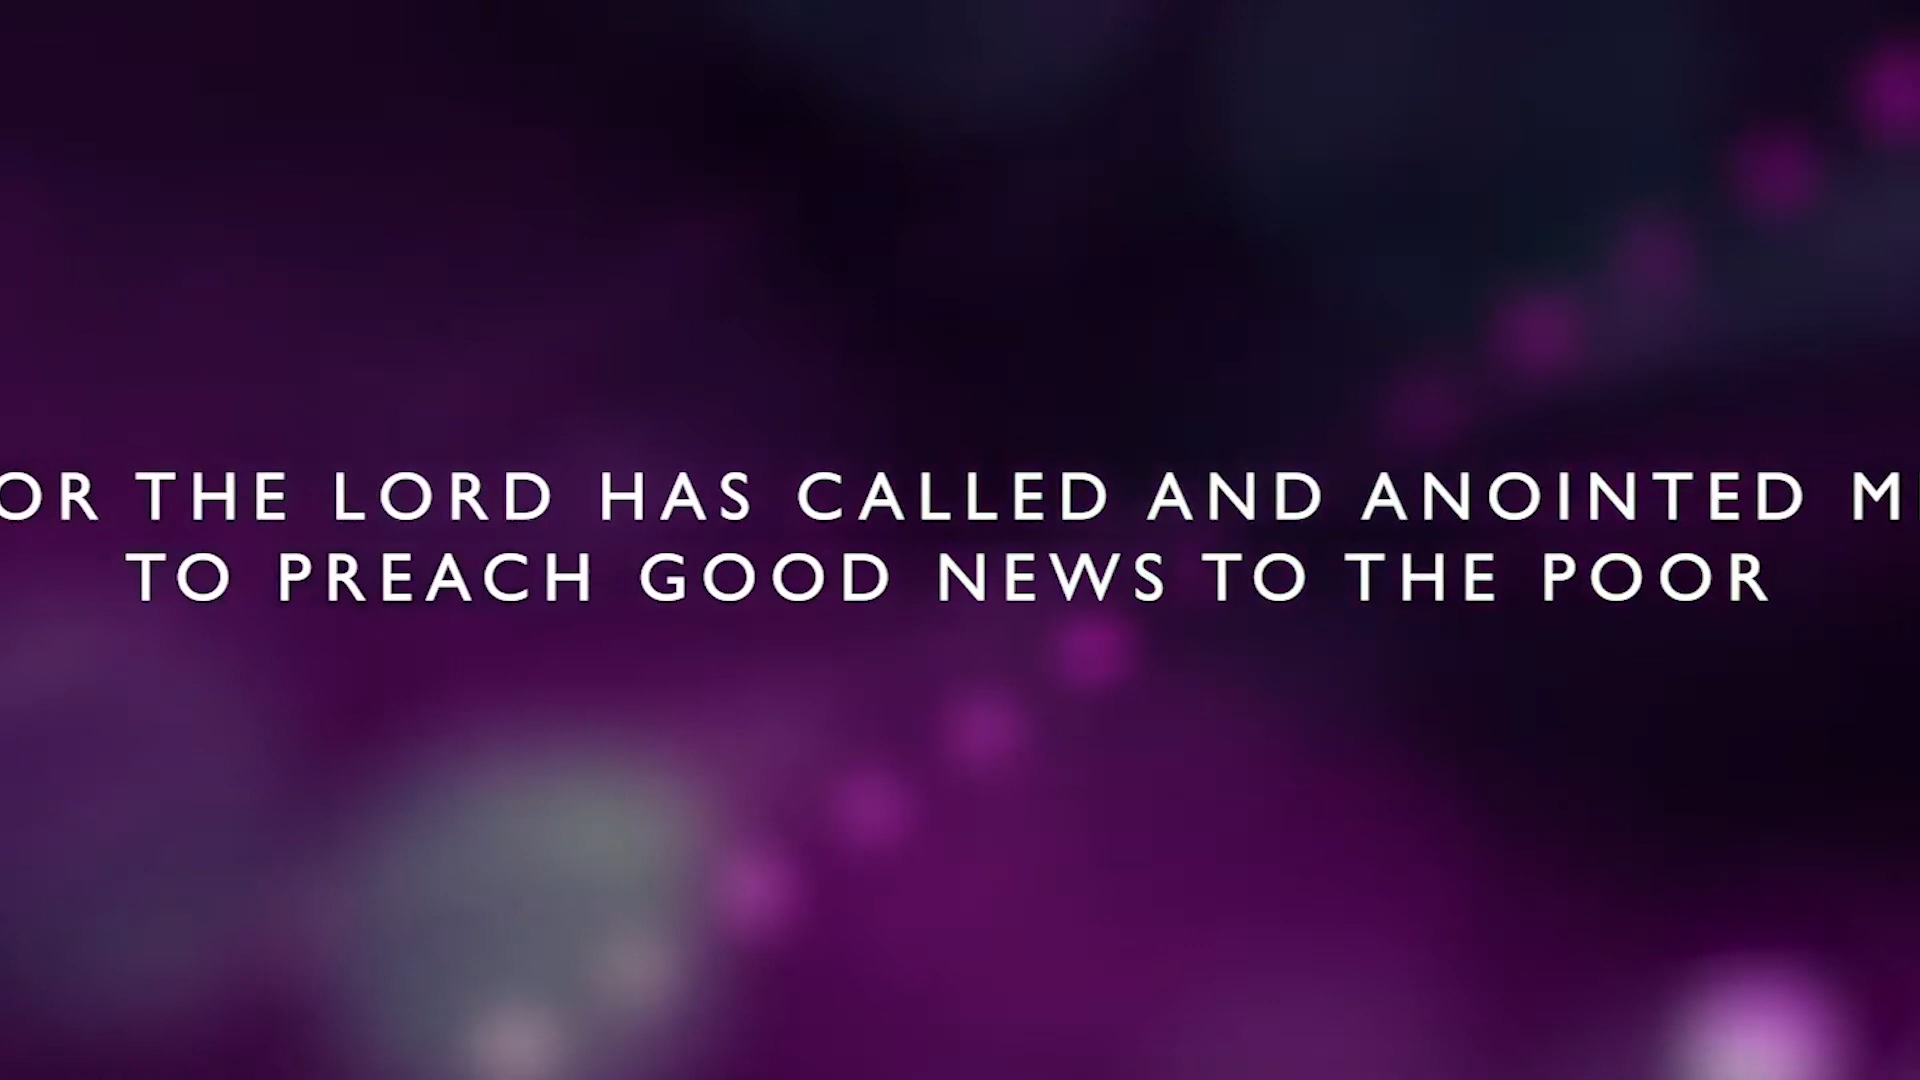 OR THE LORD HAS CALLED AND ANOINTED M
TO PREACH GOOD NEWS TO THE POOR